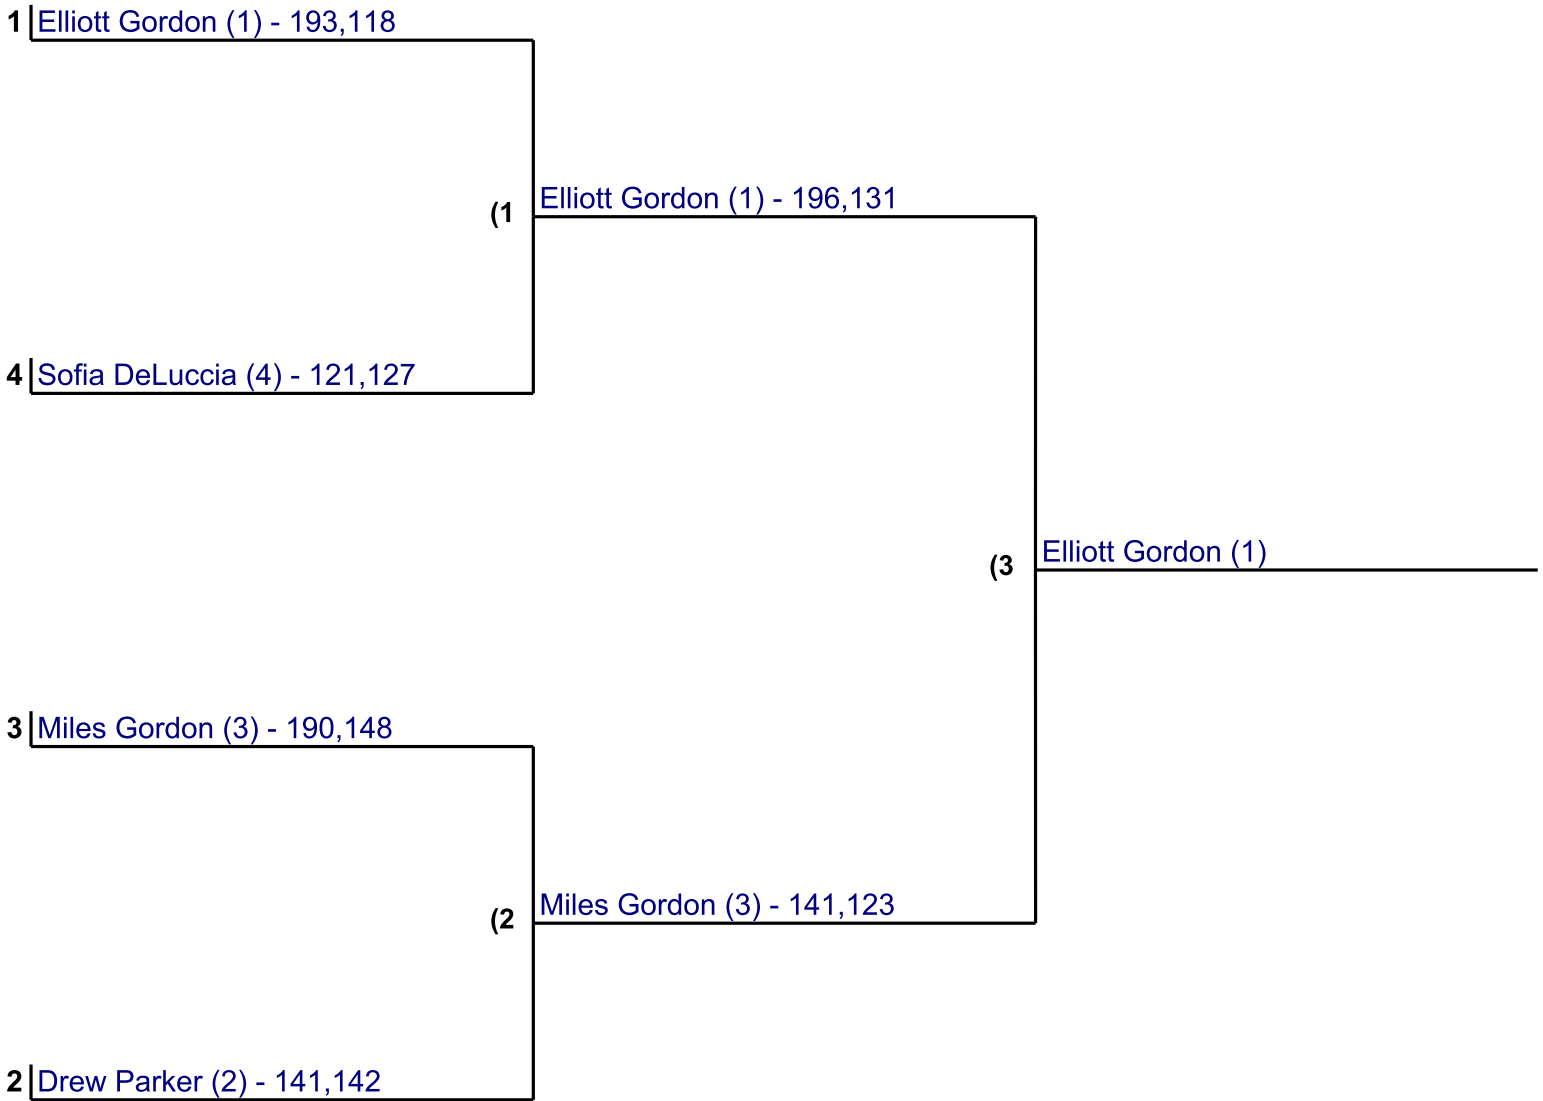 1 Elliott Gordon (1) - 193,118
(1 Elliott Gordon (1) - 196,131
4 Sofia DeLuccia (4) - 121,127
(3 Elliott Gordon (1)
3 Miles Gordon (3) - 190,148
(2 Miles Gordon (3) - 141,123
2 Drew Parker (2) - 141,142